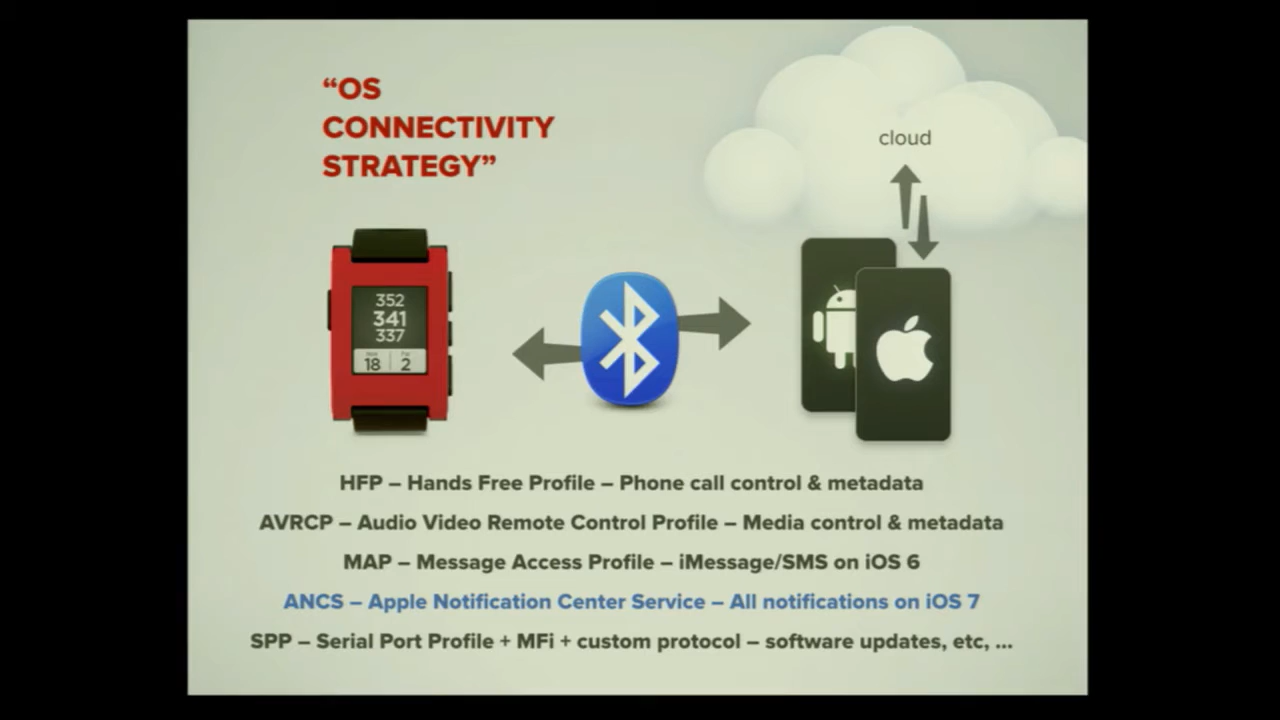 “OS
CONNECTIVITY
STRATEGY”
cloud
352
341
337
18 2
HFP – Hands Free Profile – Phone call control & metadata
AVRCP – Audio Video Remote Control Profile – Media control & metadata
MAP – Message Access Profile – iMessage/SMS on iOS 6
ANCS – Apple Notification Center Service – All notifications on iOS 7
SPP – Serial Port Profile + MFi + custom protocol – software updates, etc, ...